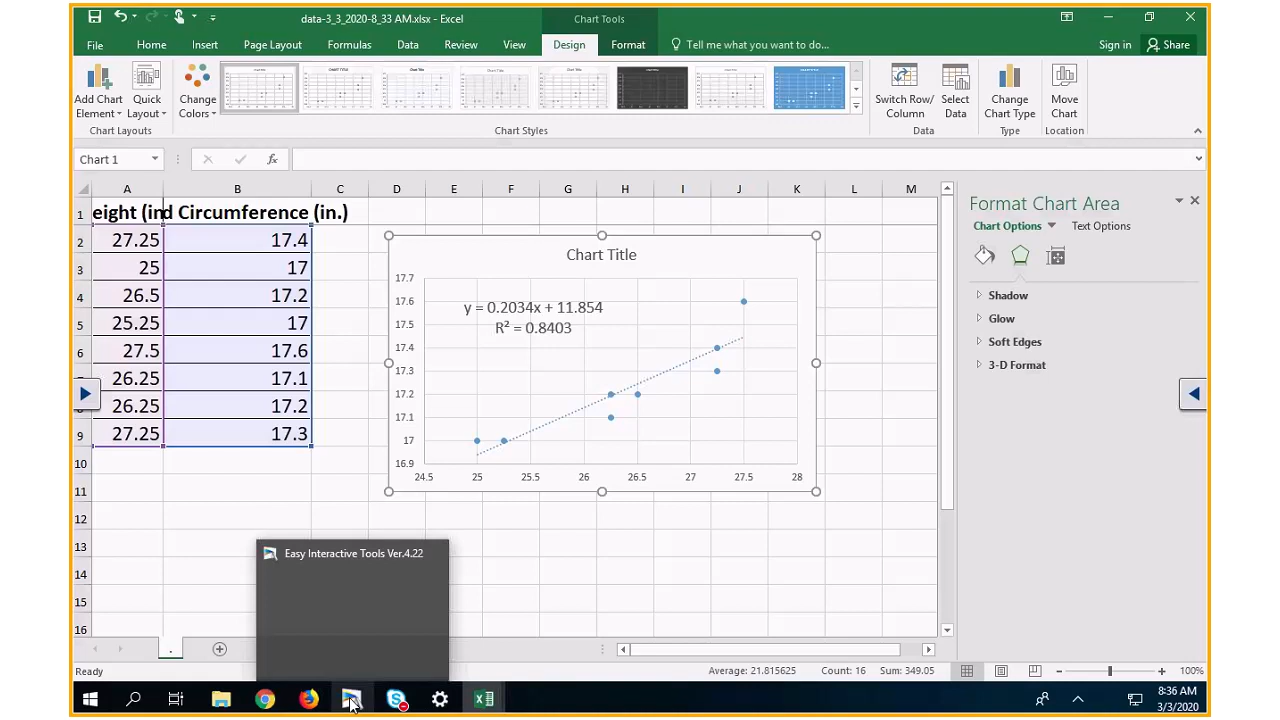 data-3_3_2020-8_33 AM.xlsx - Excel
Chart Tools
File
Home
Insert
Page Layout
Formulas
Data
Review
View
Design
Format
Tell me what you want to do...
Sign in
Share
Add Chart
Element
Quick
Layout
Change
Colors
Switch Row/
Column
Select
Data
Change
Chart Type
Move
Chart
Chart Layouts
Chart Styles
Data
Type
Location
Chart 1
fx
A B C D E F G H I J K L M
1 eight (in d Circumference (in.)
2 27.25 17.4
3 25 17
4 26.5 17.2
5 25.25 17
6 27.5 17.6
26.25 17.1
26.25 17.2
9 27.25 17.3
10
11
12
13
14
15
16
Chart Title
17.7
17.6
17.5
17.4
17.3
17.2
17.1
17
16.9
y = 0.2034x + 11.854
R² = 0.8403
24.5 25 25.5 26 26.5 27 27.5 28
Format Chart Area
Chart Options
Text Options
Shadow
Glow
Soft Edges
3-D Format
Easy Interactive Tools Ver.4.22
.
Ready
Average: 21.815625 Count: 16 Sum: 349.05
100%
8:36 AM
3/3/2020